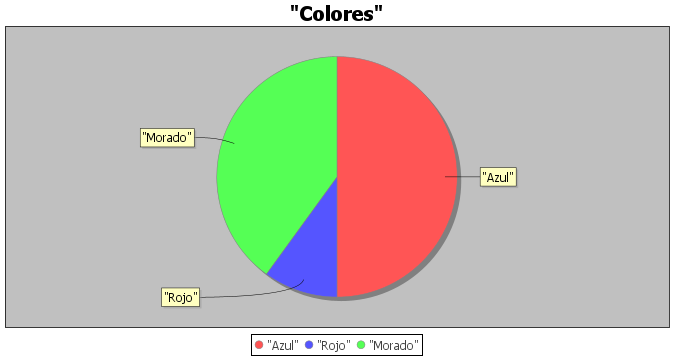 "Colores"
"Morado"
"Azul"
"Rojo"
"Azul" "Rojo" "Morado"